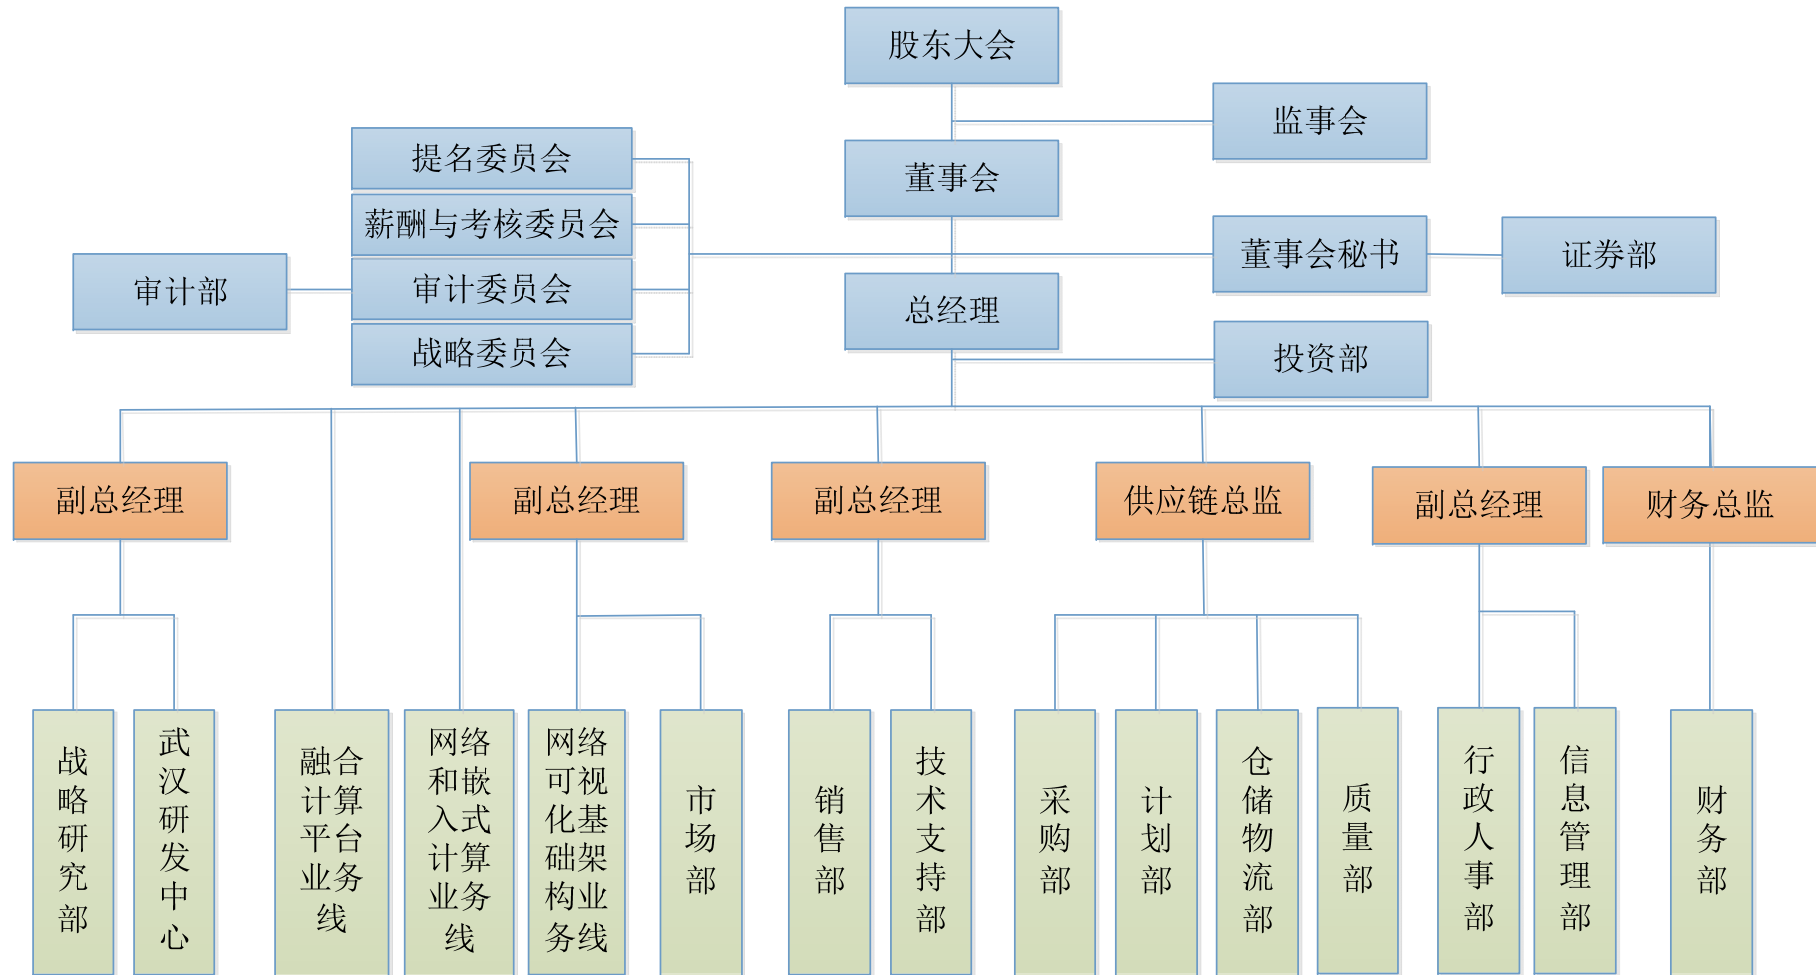 股东大会
监事会
提名委员会
董事会
薪酬与考核委员会
董事会秘书
证券部
审计部
审计委员会
总经理
战略委员会
投资部
副总经理
副总经理
副总经理
供应链总监
副总经理
财务总监
战略研究部
武汉研发中心
融合
计算
平台
业务
线
网络
和嵌
入式
计算
业务
线
网络
可视
化基
础架
构业
务线
市场部
销售部
技术支持部
采购部
计划部
仓储物流部
质量部
行政人事部
信息管理部
财务部